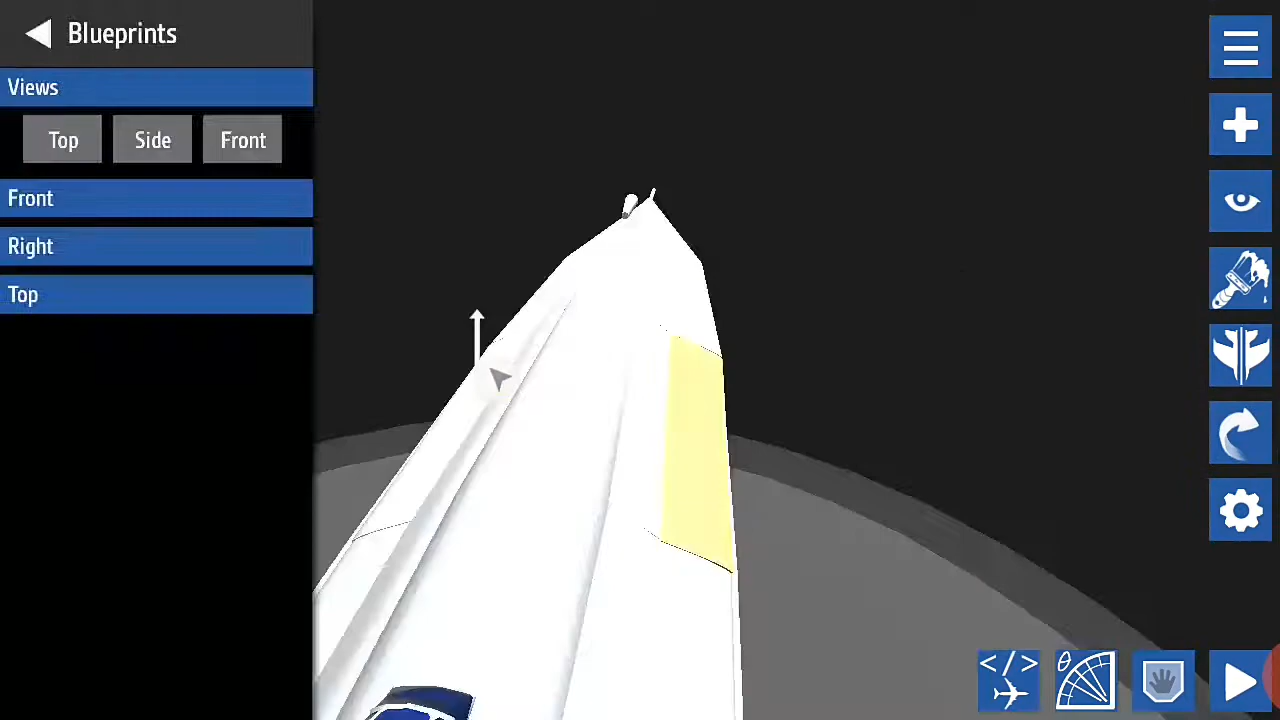 Blueprints
Views
Top Side Front
Front
Right
Top